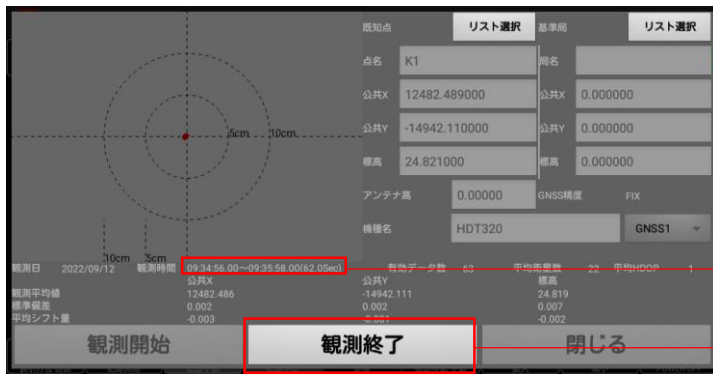 既知点 リスト選択 基準局 リスト選択
点名 K1 局名
公共X 12482.489000 公共X 0.000000
公共Y -14942.110000 公共Y 0.000000
標高 24.821000 標高 0.000000
アンテナ高 0.00000 GNSS精度 FIX
機種名 HDT320 GNSS1
5cm 10cm
10cm 5cm
観測日 2022/09/12 観測時間 09:34:56.00〜09:35:58.00(62.0Sec) 有効データ数 63 平均衛星数 22 平均HDOP 1
公共X 公共Y 標高
観測平均値 12482.486 -14942.111 24.819
標準偏差 0.002 0.002 0.007
平均シフト量 -0.003 -0.001 -0.002
観測開始 観測終了 閉じる